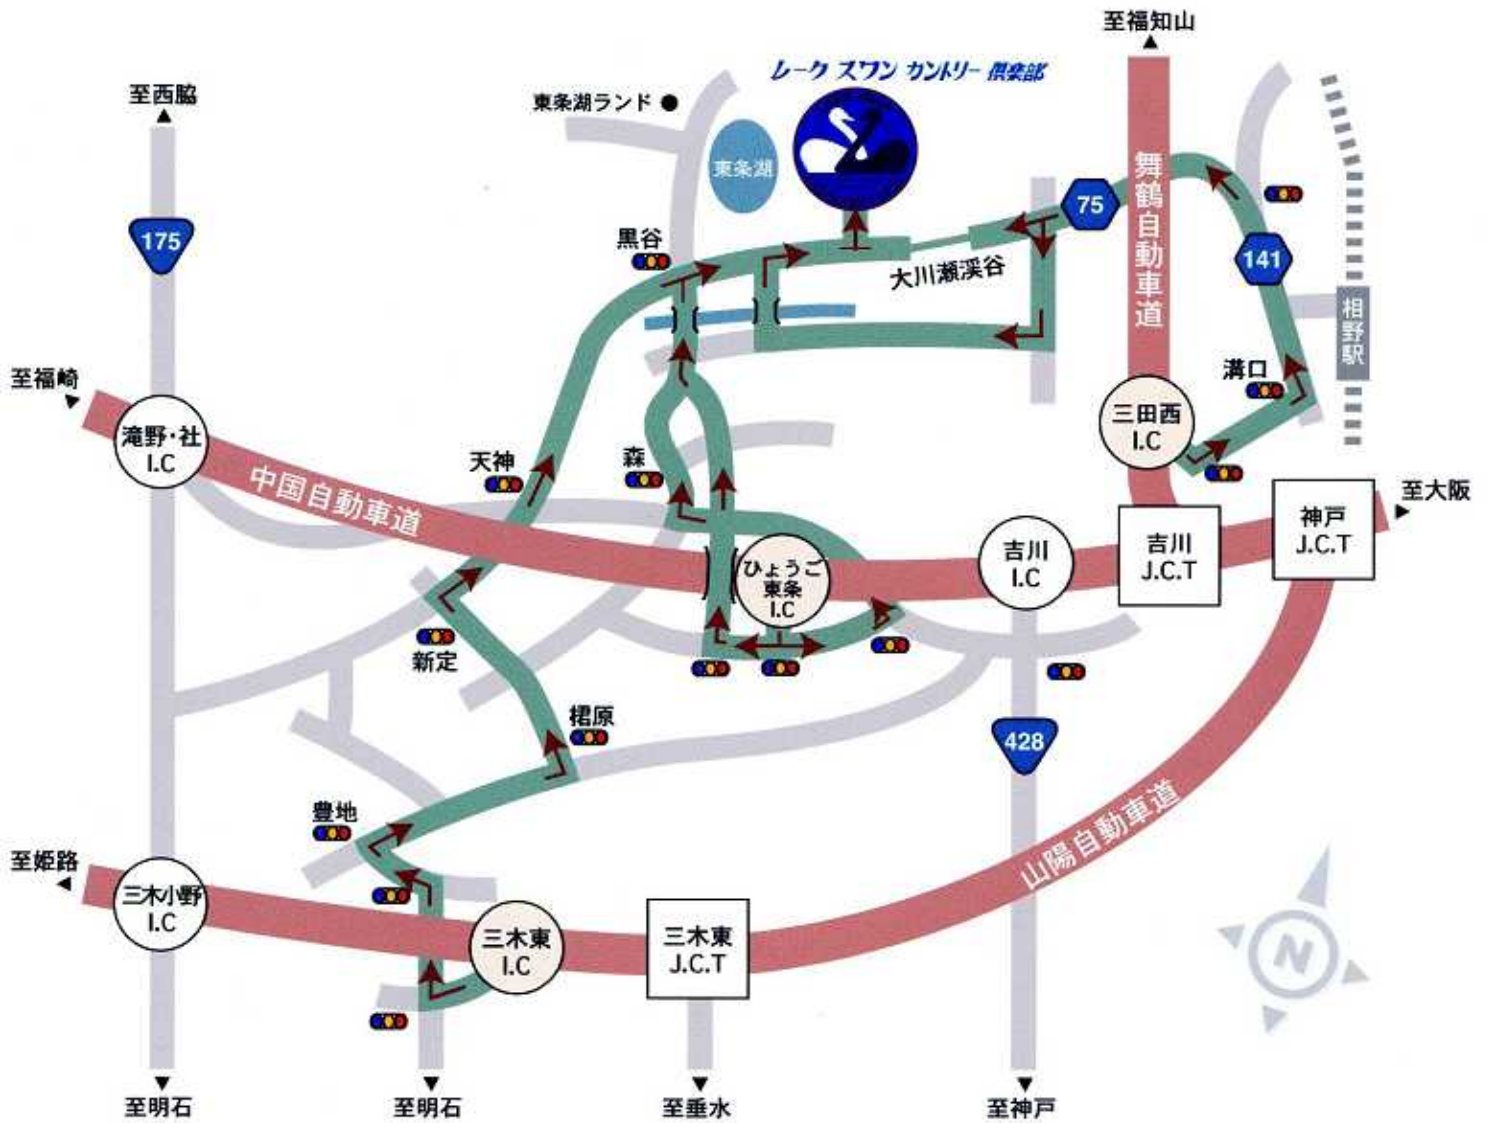 至福知山
レーク スワン カントリー 倶楽部
至西脇
東条湖ランド
東条湖
舞鶴自動車道
75
175
黒谷
141
大川瀬渓谷
相野駅
至福崎
溝口
三田西
I.C
滝野・社
I.C
天神
森
中国自動車道
至大阪
神戸
J.C.T
吉川
I.C
吉川
J.C.T
ひょうご
東条
I.C
新定
桾原
428
豊地
山陽自動車道
至姫路
三木小野
I.C
三木東
I.C
三木東
J.C.T
N
至明石
至明石
至垂水
至神戸